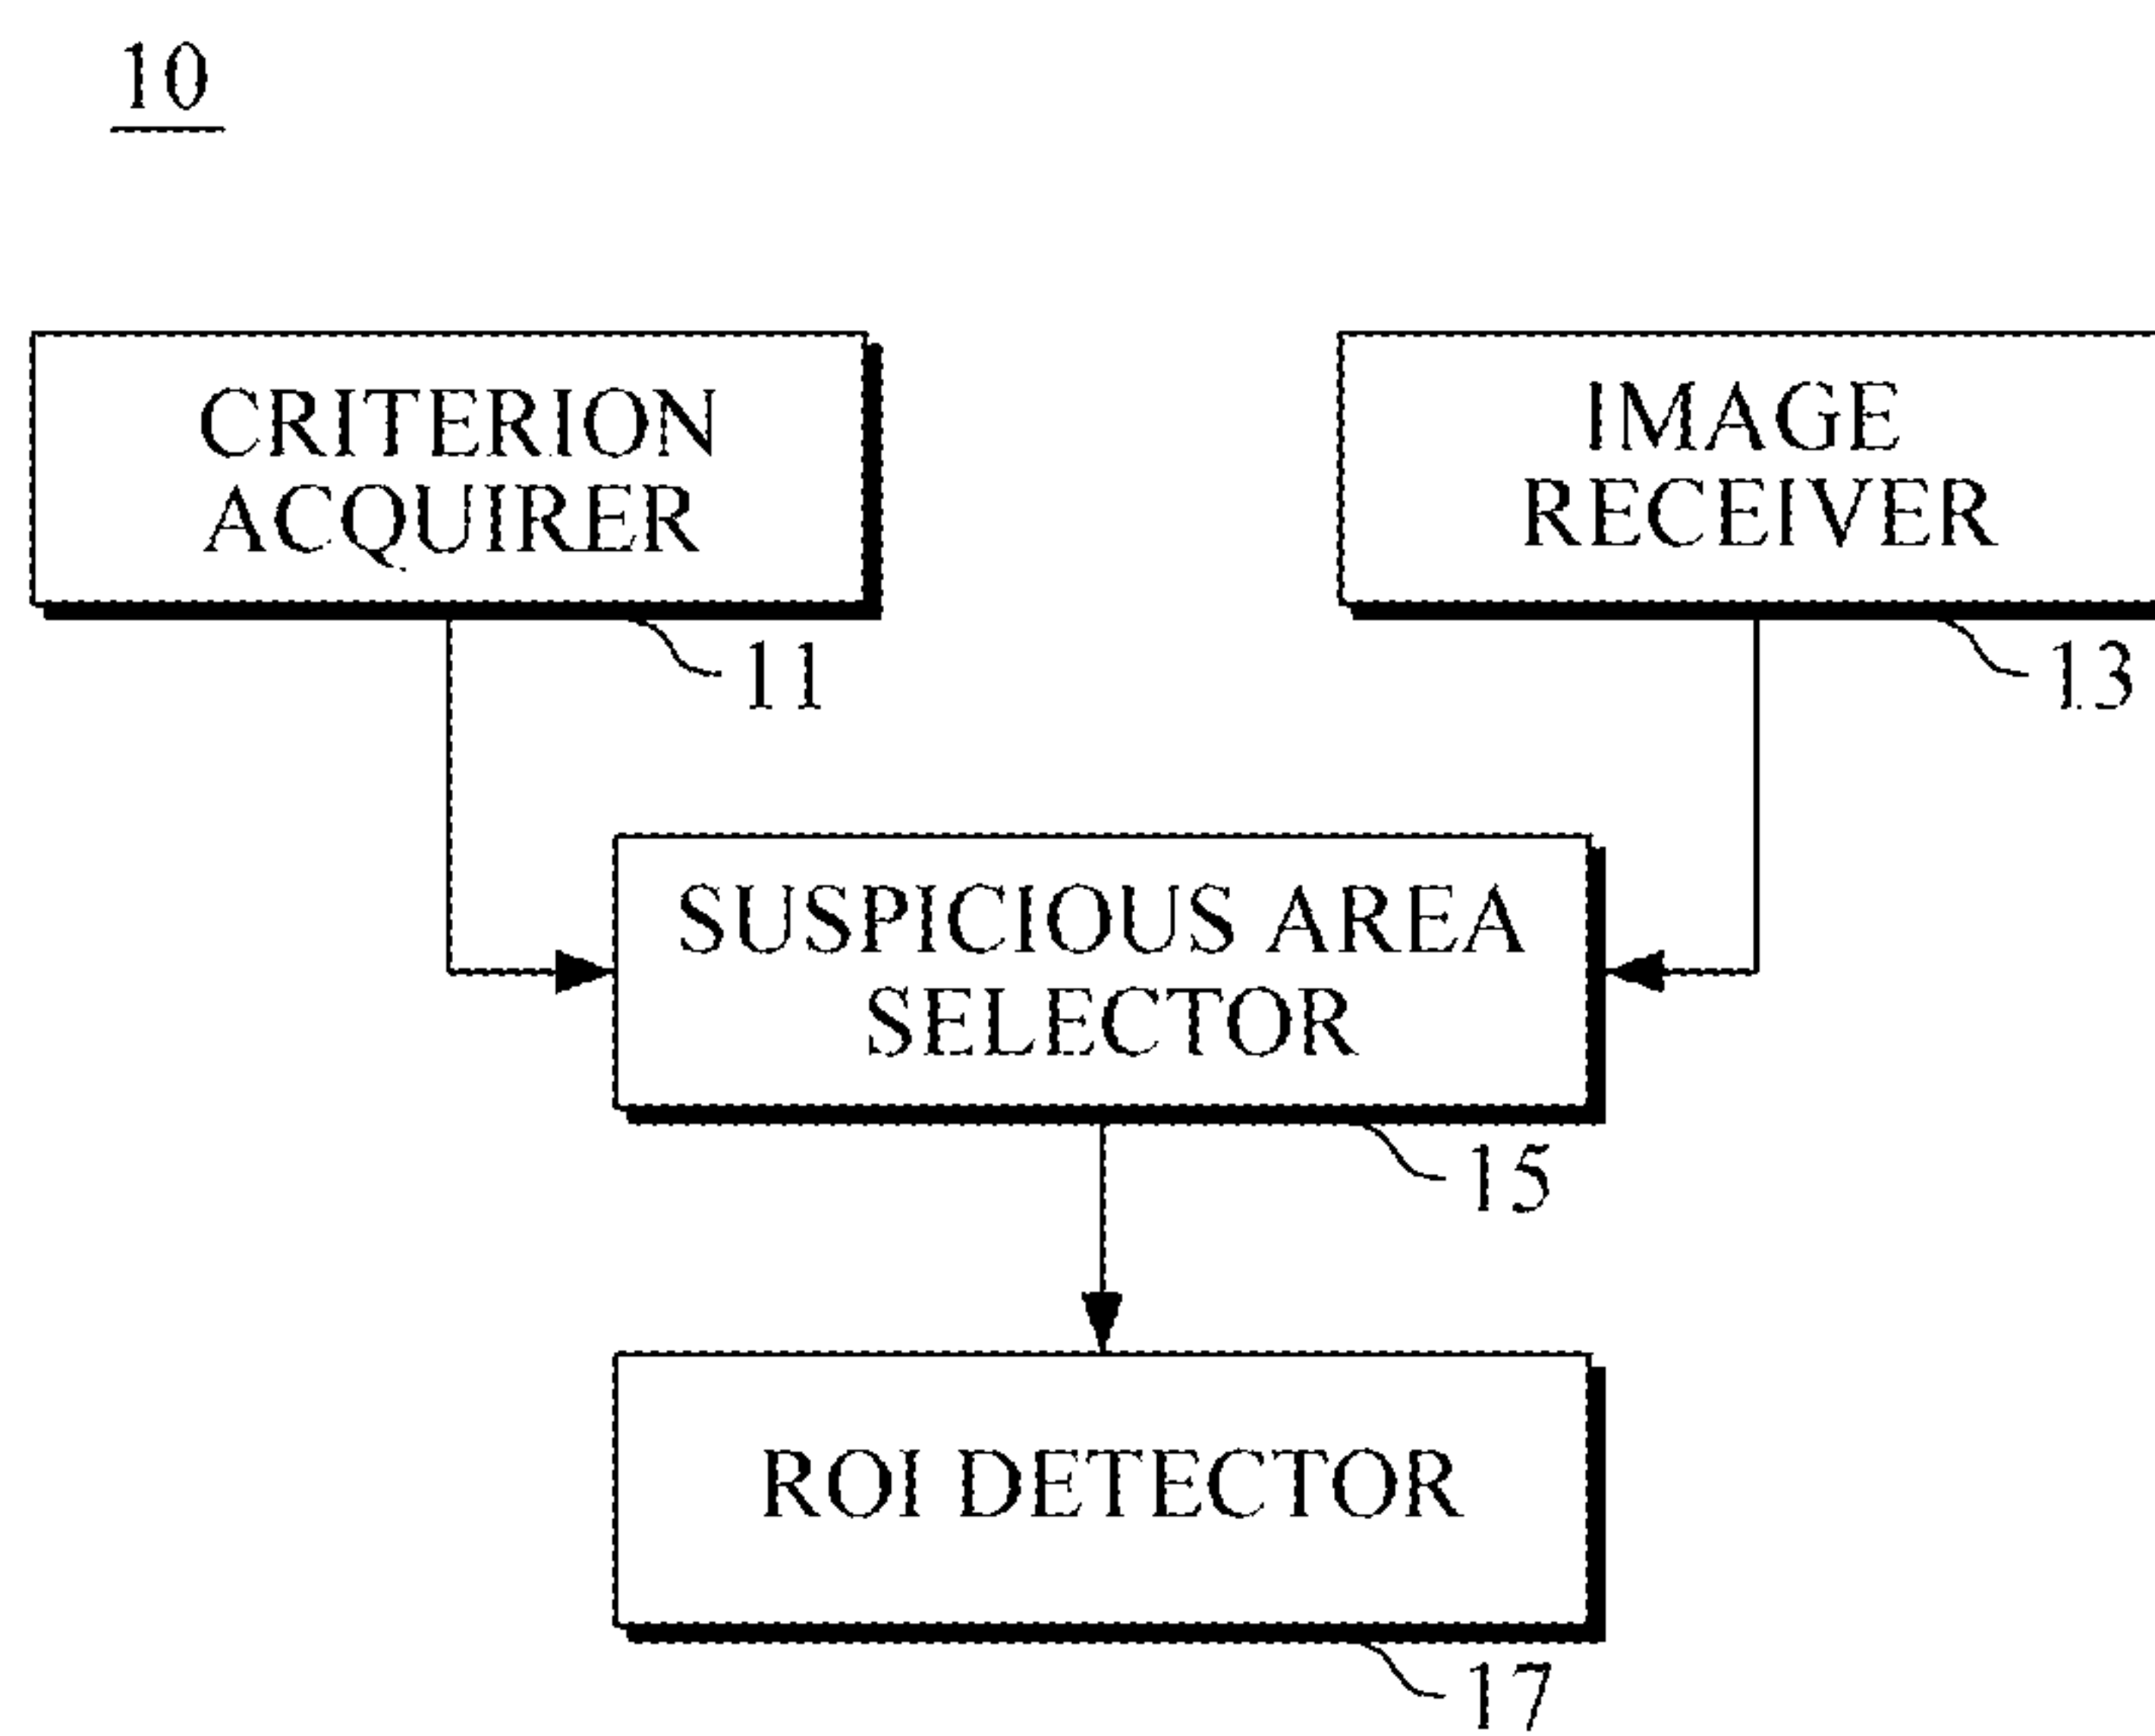 10
CRITERION
ACQUIRER
11
IMAGE
RECEIVER
13
SUSPICIOUS AREA
SELECTOR
15
ROI DETECTOR
17